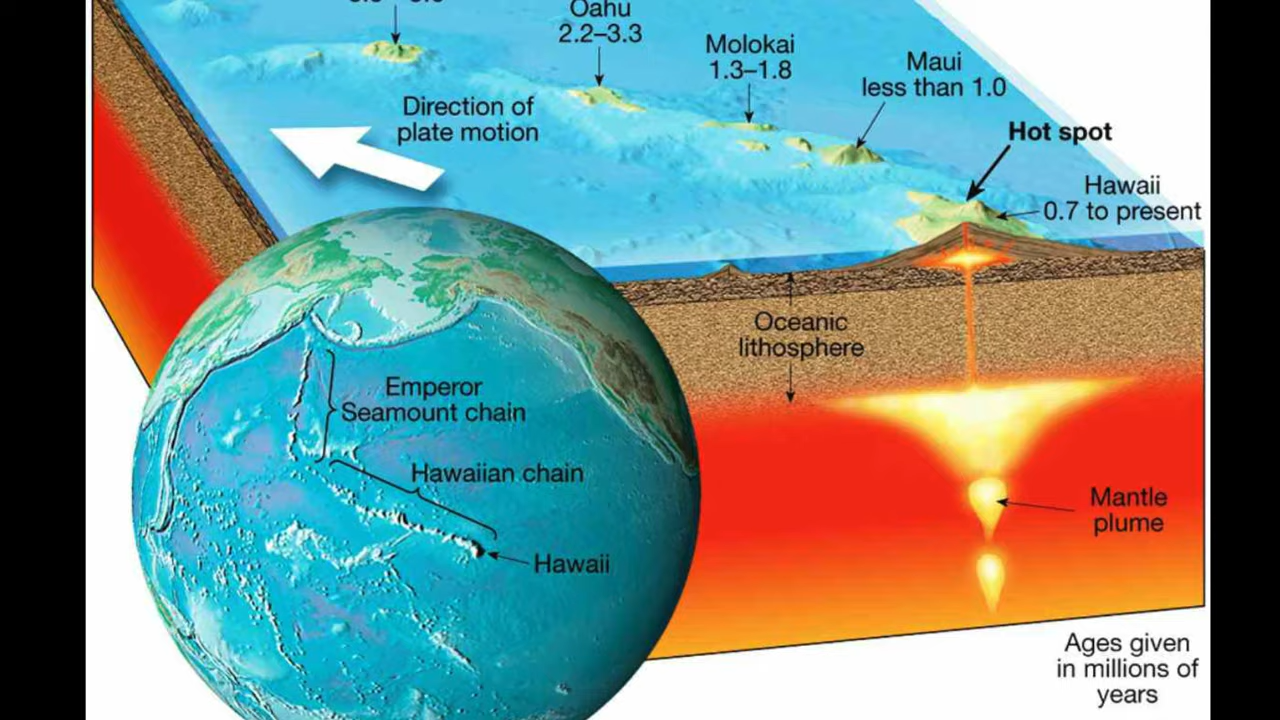 Oahu
2.2–3.3
Molokai
1.3–1.8
Maui
less than 1.0
Direction of
plate motion
Hot spot
Hawaii
0.7 to present
Oceanic
lithosphere
Emperor
Seamount chain
Hawaiian chain
Hawaii
Mantle
plume
Ages given
in millions of
years